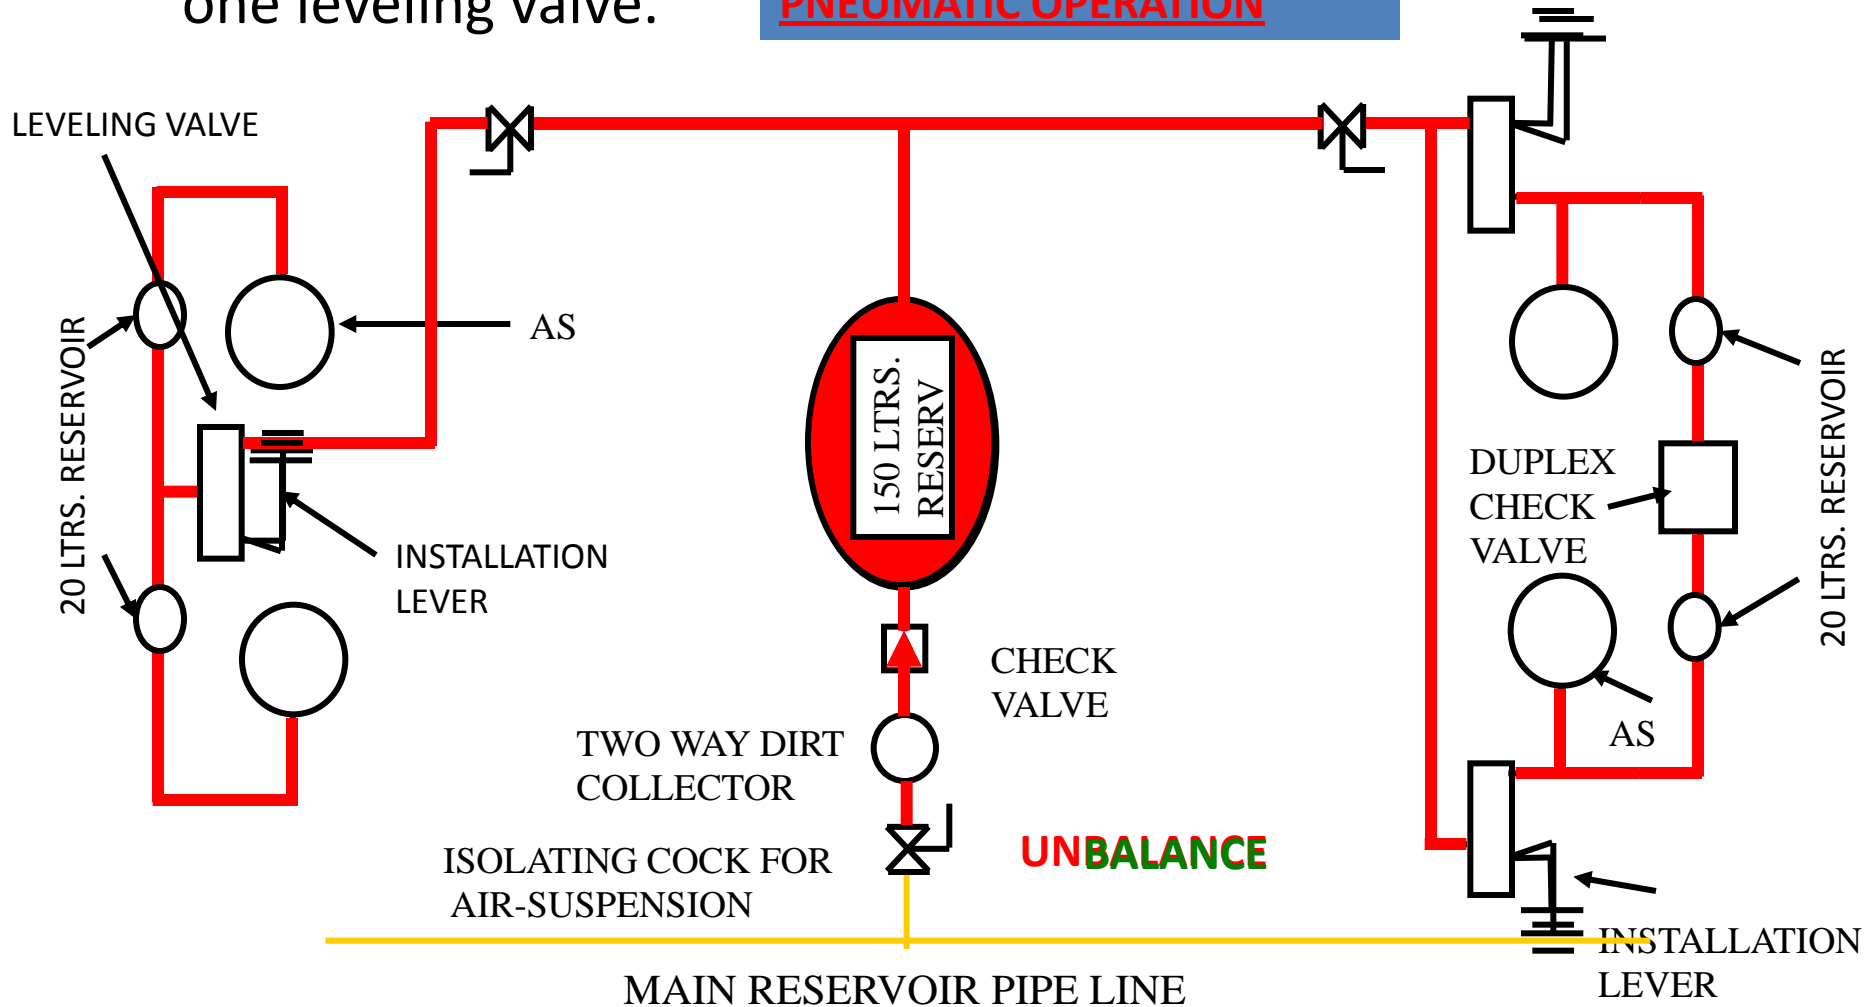 one leveling valve.
PNEUMATIC OPERATION
LEVELING VALVE
AS
20 LTRS. RESERVOIR
INSTALLATION
LEVER
150 LTRS.
RESERV
CHECK
VALVE
TWO WAY DIRT
COLLECTOR
ISOLATING COCK FOR
AIR-SUSPENSION
UNBALANCE
MAIN RESERVOIR PIPE LINE
DUPLEX
CHECK
VALVE
20 LTRS. RESERVOIR
AS
INSTALLATION
LEVER